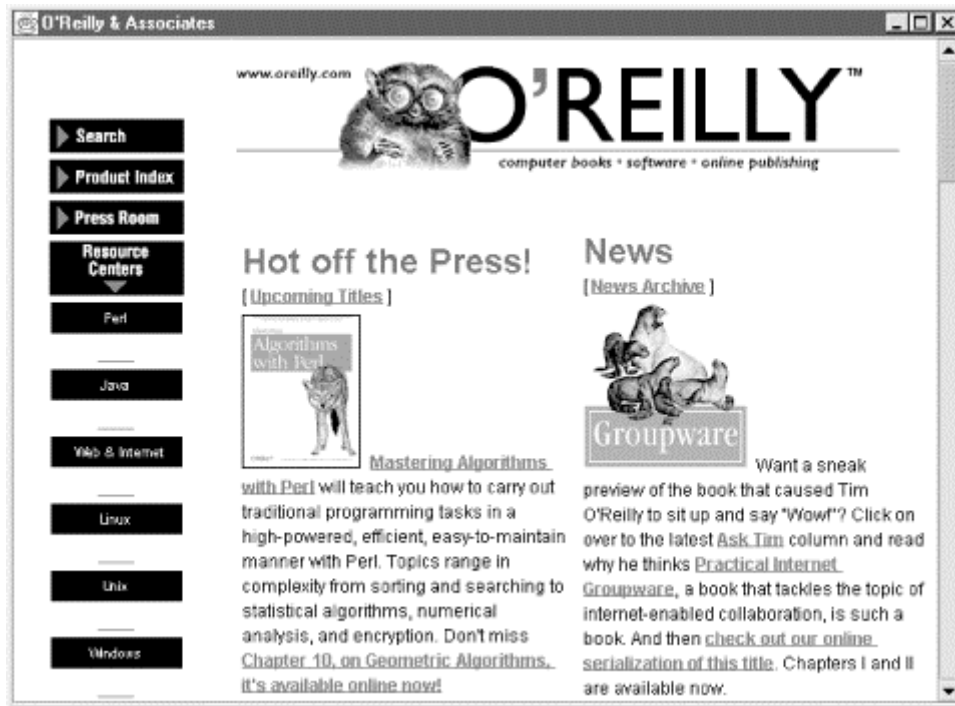 O'Reilly & Associates
www.oreilly.com
O'REILLY™
computer books • software • online publishing
Search
Product Index
Press Room
Resource
Centers
Perl
Java
Web & Internet
Linux
Unix
Windows
Hot off the Press!
[ Upcoming Titles ]
Algorithms
with Perl
Mastering Algorithms
with Perl will teach you how to carry out
traditional programming tasks in a
high-powered, efficient, easy-to-maintain
manner with Perl. Topics range in
complexity from sorting and searching to
statistical algorithms, numerical
analysis, and encryption. Don't miss
Chapter 10, on Geometric Algorithms,
it's available online now!
News
[ News Archive ]
Groupware
Want a sneak
preview of the book that caused Tim
O'Reilly to sit up and say "Wow!"? Click on
over to the latest Ask Tim column and read
why he thinks Practical Internet
Groupware, a book that tackles the topic of
internet-enabled collaboration, is such a
book. And then check out our online
serialization of this title. Chapters I and II
are available now.